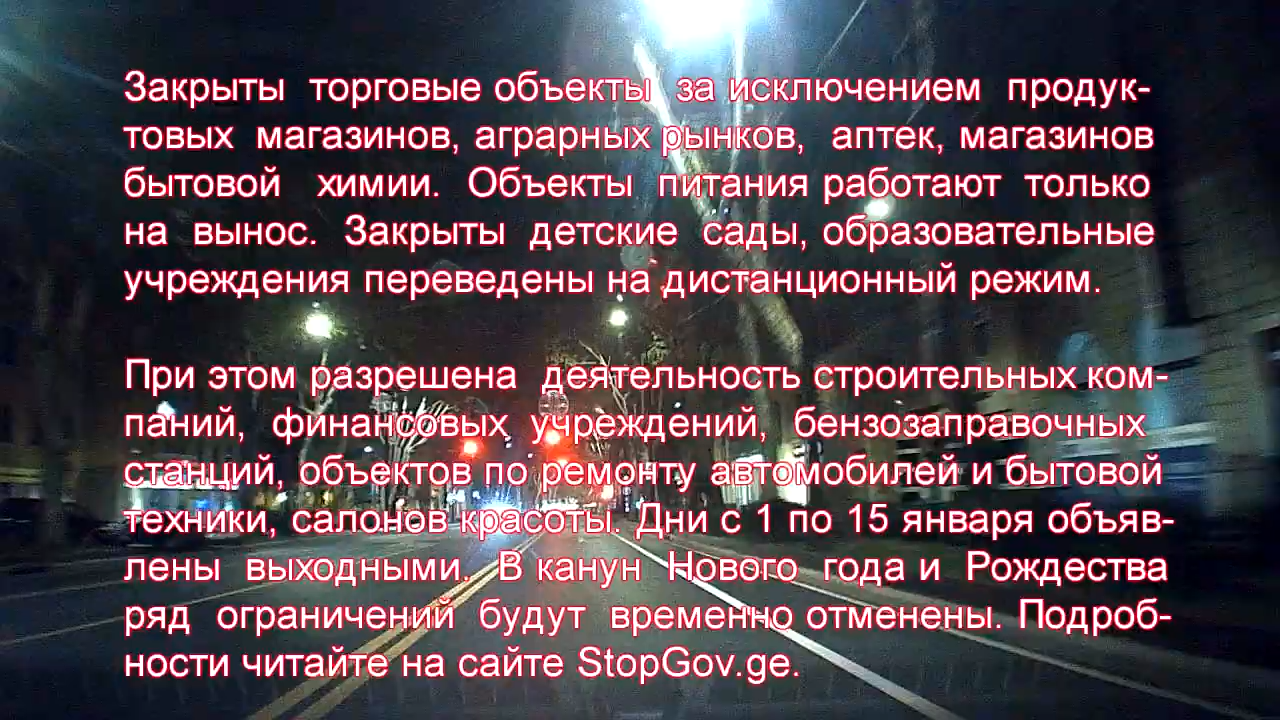 Закрыты торговые объекты за исключением продук-
товых магазинов, аграрных рынков, аптек, магазинов
бытовой химии. Объекты питания работают только
на вынос. Закрыты детские сады, образовательные
учреждения переведены на дистанционный режим.
При этом разрешена деятельность строительных ком-
паний, финансовых учреждений, бензозаправочных
станций, объектов по ремонту автомобилей и бытовой
техники, салонов красоты. Дни с 1 по 15 января объяв-
лены выходными. В канун Нового года и Рождества
ряд ограничений будут временно отменены. Подроб-
ности читайте на сайте StopGov.ge.